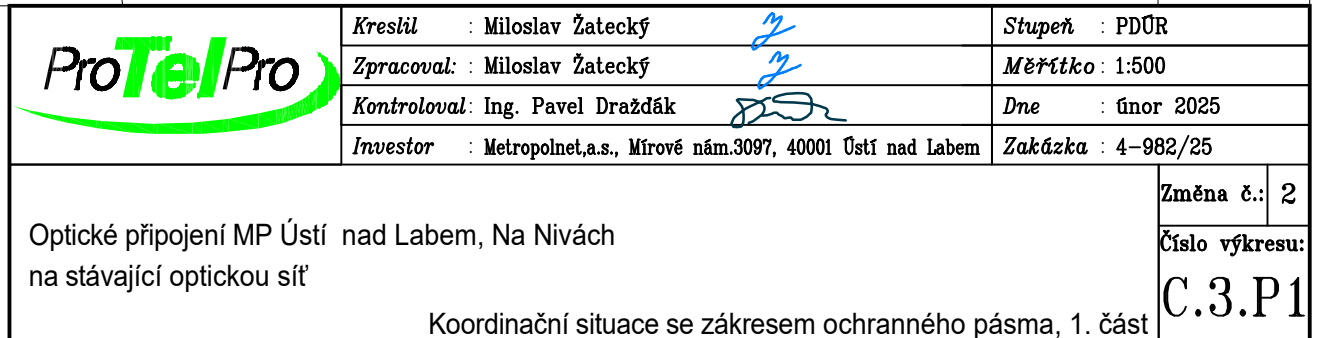 ProTelPro
Kreslil : Miloslav Žatecký
Stupeň : PDÚR
Zpracoval: : Miloslav Žatecký
Měřítko : 1:500
Kontroloval : Ing. Pavel Dražďák
Dne : únor 2025
Investor : Metropolnet,a.s., Mírové nám.3097, 40001 Ústí nad Labem
Zakázka : 4-982/25
Změna č.: 2
Optické připojení MP Ústí nad Labem, Na Nivách
na stávající optickou síť
Číslo výkresu:
C.3.P1
Koordinační situace se zákresem ochranného pásma, 1. část